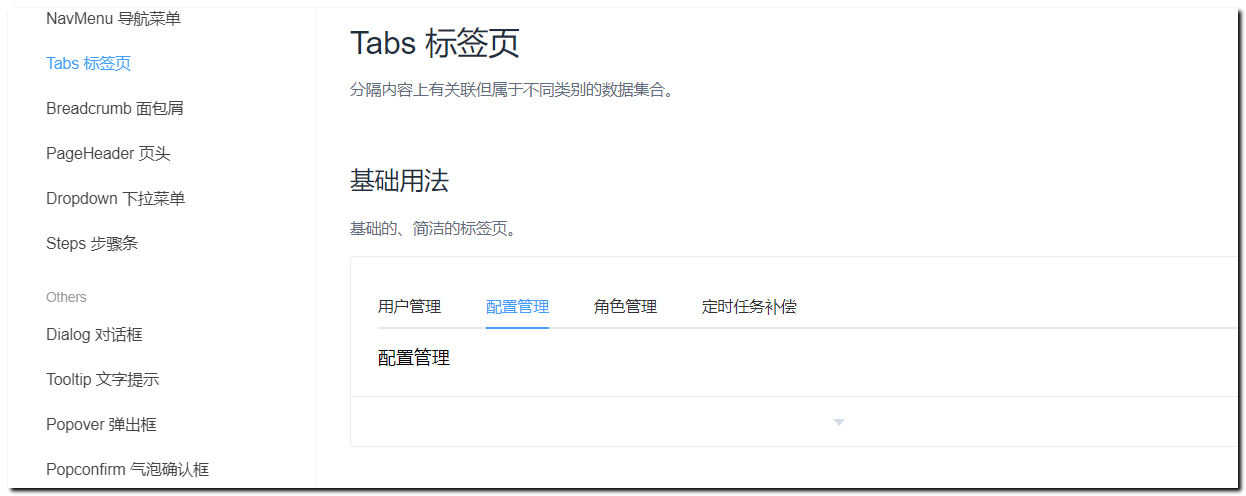 NavMenu 导航菜单
Tabs 标签页
Breadcrumb 面包屑
PageHeader 页头
Dropdown 下拉菜单
Steps 步骤条
Others
Dialog 对话框
Tooltip 文字提示
Popover 弹出框
Popconfirm 气泡确认框
Tabs 标签页
分隔内容上有关联但属于不同类别的数据集合。
基础用法
基础的、简洁的标签页。
用户管理 配置管理 角色管理 定时任务补偿
配置管理